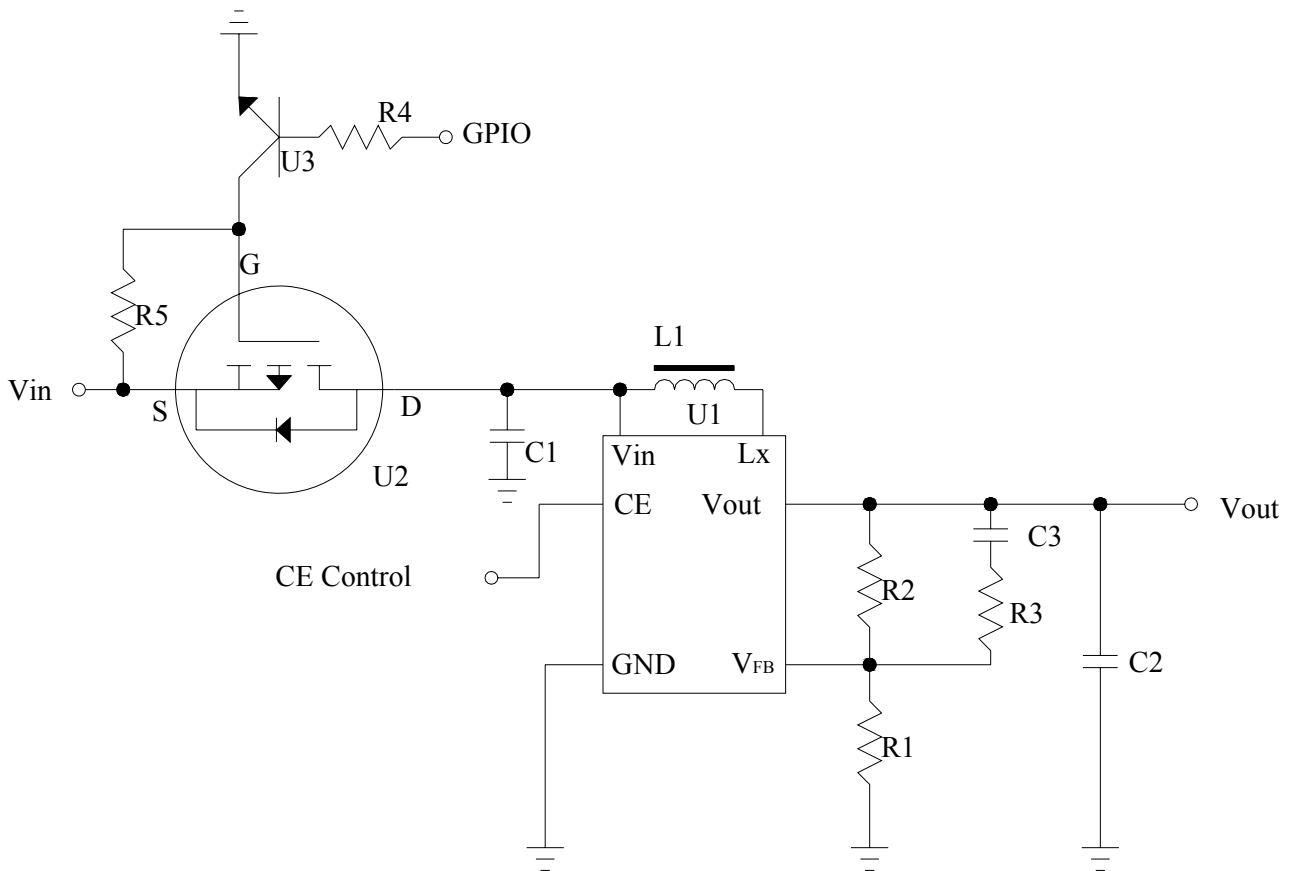 R4
GPIO
U3
G
R5
L1
Vin
S
D
U1
C1
Vin
Lx
U2
CE
Vout
Vout
C3
CE Control
R2
R3
GND
VFB
C2
R1